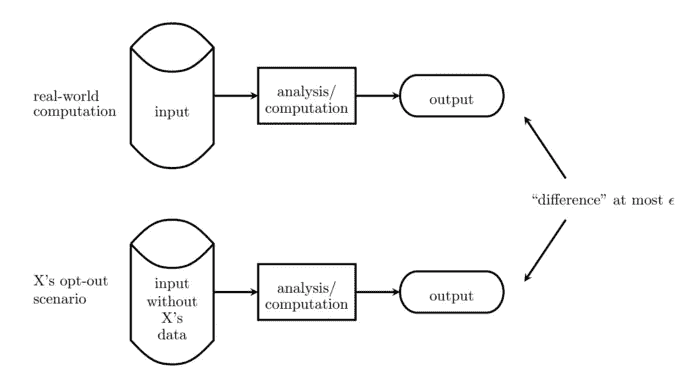 real-world
computation
input
analysis/
computation
output
“difference” at most ϵ
X's opt-out
scenario
input
without
X's
data
analysis/
computation
output